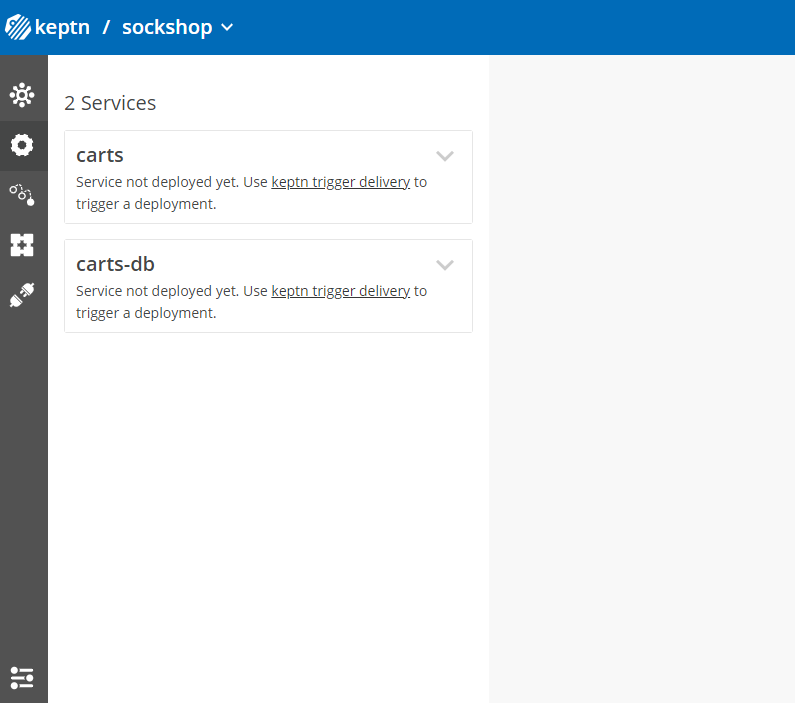 keptn / sockshop
2 Services
carts
Service not deployed yet. Use keptn trigger delivery to
trigger a deployment.
carts-db
Service not deployed yet. Use keptn trigger delivery to
trigger a deployment.